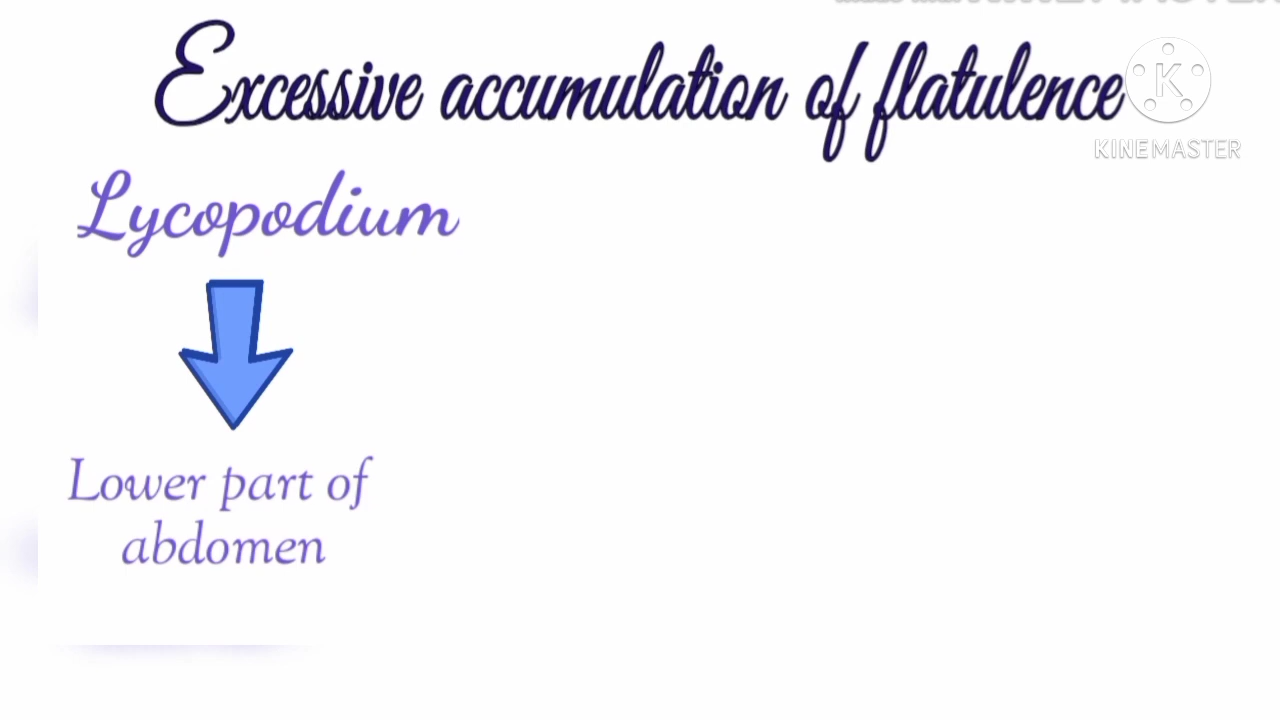 Excessive accumulation of flatulence
K
KINEMASTER
Lycopodium
Lower part of
abdomen